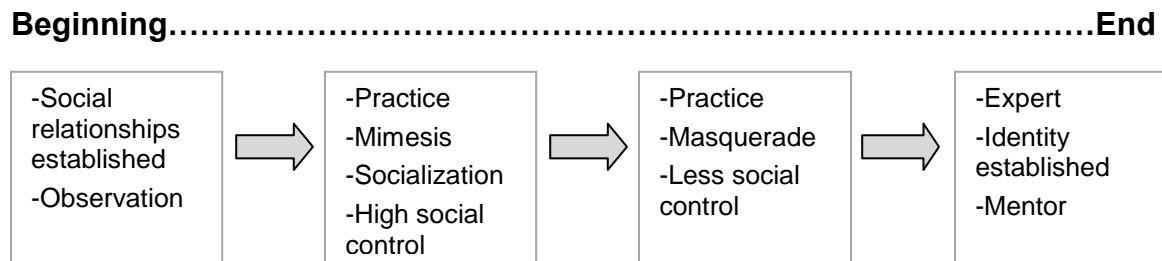 Beginning……………………………………………………………………………End
-Social
relationships
established
-Observation
-Practice
-Mimesis
-Socialization
-High social
control
-Practice
-Masquerade
-Less social
control
-Expert
-Identity
established
-Mentor